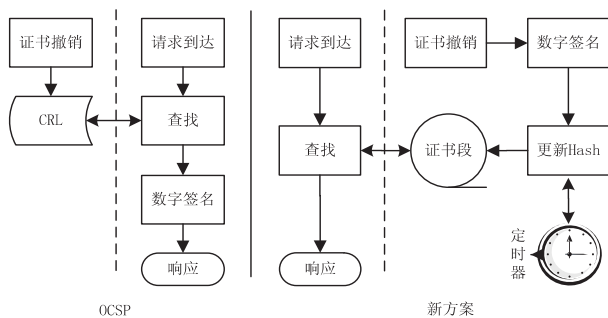 证书撤销
请求到达
请求到达
证书撤销
数字签名
CRL
查找
查找
证书段
更新Hash
数字签名
定时器
响应
响应
OCSP
新方案